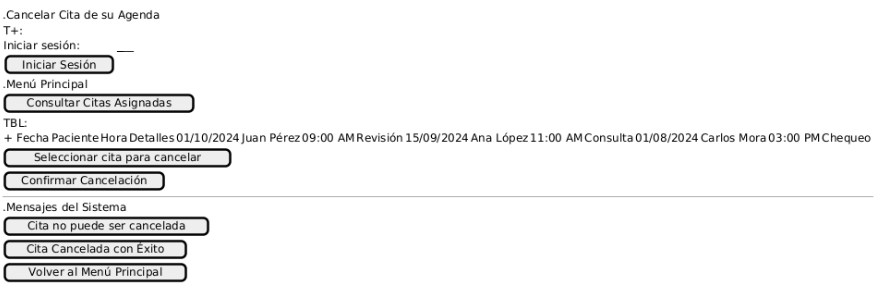 .Cancelar Cita de su Agenda
T+:
Iniciar sesión: __
Iniciar Sesión
.Menú Principal
Consultar Citas Asignadas
TBL:
+ Fecha Paciente Hora Detalles 01/10/2024 Juan Pérez 09:00 AM Revisión 15/09/2024 Ana López 11:00 AM Consulta 01/08/2024 Carlos Mora 03:00 PM Chequeo
Seleccionar cita para cancelar
Confirmar Cancelación
.Mensajes del Sistema
Cita no puede ser cancelada
Cita Cancelada con Éxito
Volver al Menú Principal